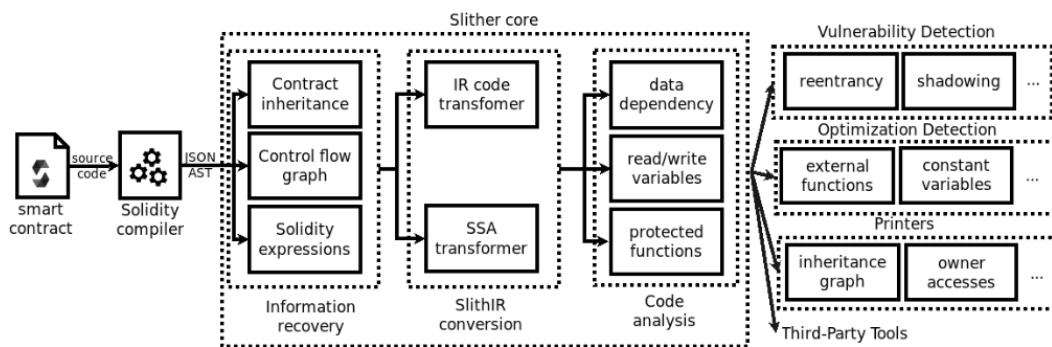 Slither core
smart
contract
source
code
Solidity
compiler
JSON
AST
Contract
inheritance
Control flow
graph
Solidity
expressions
Information
recovery
IR code
transfomer
SSA
transformer
SlithIR
conversion
data
dependency
read/write
variables
protected
functions
Code
analysis
Vulnerability Detection
reentrancy
shadowing
...
Optimization Detection
external
functions
constant
variables
...
Printers
inheritance
graph
owner
accesses
...
Third-Party Tools